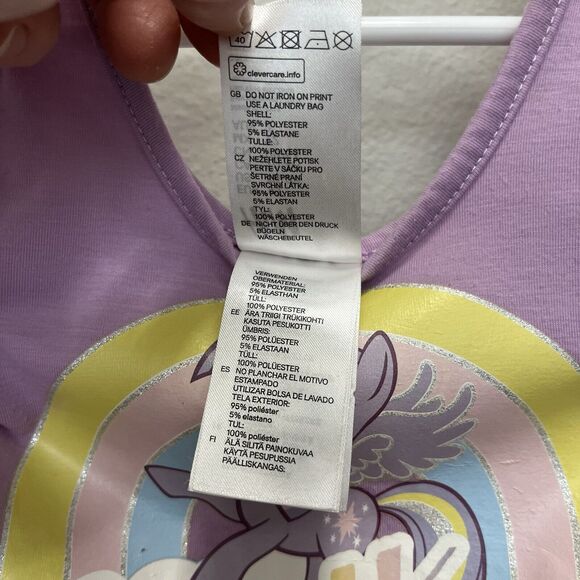 40
clevercare.info
GB DO NOT IRON ON PRINT
USE A LAUNDRY BAG
SHELL:
95% POLYESTER
5% ELASTANE
TULLE:
100% POLYESTER
CZ NEŽEHLETE POTISK
PERTE V SÁČKU PRO
ŠETRNÉ PRANÍ
SVRCHNÍ LÁTKA:
95% POLYESTER
5% ELASTAN
TYL:
100% POLYESTER
DE NICHT ÜBER DEN DRUCK
BÜGELN
WÄSCHEBEUTEL
VERWENDEN
OBERMATERIAL:
95% POLYESTER
5% ELASTHAN
TÜLL:
100% POLYESTER
EE ÄRA TRIIGI TRÜKIKOHTI
KASUTA PESUKOTTI
ÜMBRIS:
95% POLÜESTER
5% ELASTAAN
TÜLL:
100% POLÜESTER
ES NO PLANCHAR EL MOTIVO
ESTAMPADO
UTILIZAR BOLSA DE LAVADO
TELA EXTERIOR:
95% poliéster
5% elastano
TUL:
100% poliéster
FI ÄLÄ SILITÄ PAINOKUVAA
KÄYTÄ PESUPUSSIA
PÄÄLLISKANGAS: